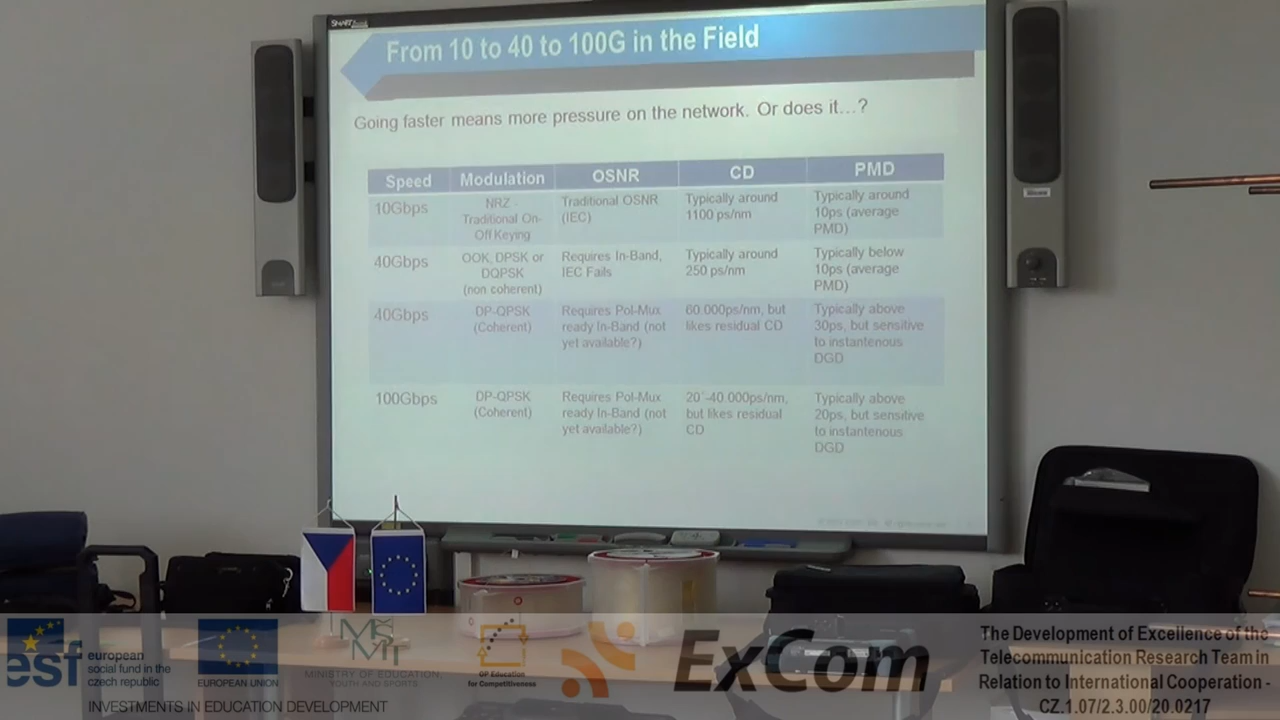 SMART
From 10 to 40 to 100G in the Field
Going faster means more pressure on the network. Or does it…?
Speed Modulation OSNR CD PMD
10Gbps
NRZ -
Traditional On-
Off Keying
Traditional OSNR
(IEC)
Typically around
1100 ps/nm
Typically around
10ps (average
PMD)
40Gbps
OOK, DPSK or
DQPSK
(non coherent)
Requires In-Band,
IEC Fails
Typically around
250 ps/nm
Typically below
10ps (average
PMD)
40Gbps
DP-QPSK
(Coherent)
Requires Pol-Mux
ready In-Band (not
yet available?)
60 000ps/nm, but
likes residual CD
Typically above
30ps, but sensitive
to instantenous
DGD
100Gbps
DP-QPSK
(Coherent)
Requires Pol-Mux
ready In-Band (not
yet available?)
20´-40 000ps/nm,
but likes residual
CD
Typically above
20ps, but sensitive
to instantenous
DGD
esf
european
social fund in the
czech republic
EUROPEAN UNION
MŠMT
MINISTRY OF EDUCATION,
YOUTH AND SPORTS
OP Education
for Competitiveness
INVESTMENTS IN EDUCATION DEVELOPMENT
ExCom
The Development of Excellence of the
Telecommunication Research Team in
Relation to International Cooperation -
CZ.1.07/2.3.00/20.0217